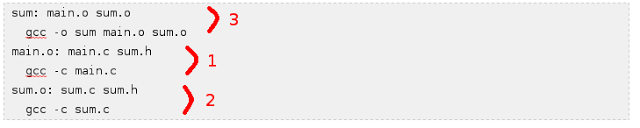 sum: main.o sum.o
gcc -o sum main.o sum.o
3
main.o: main.c sum.h
gcc -c main.c
1
sum.o: sum.c sum.h
gcc -c sum.c
2